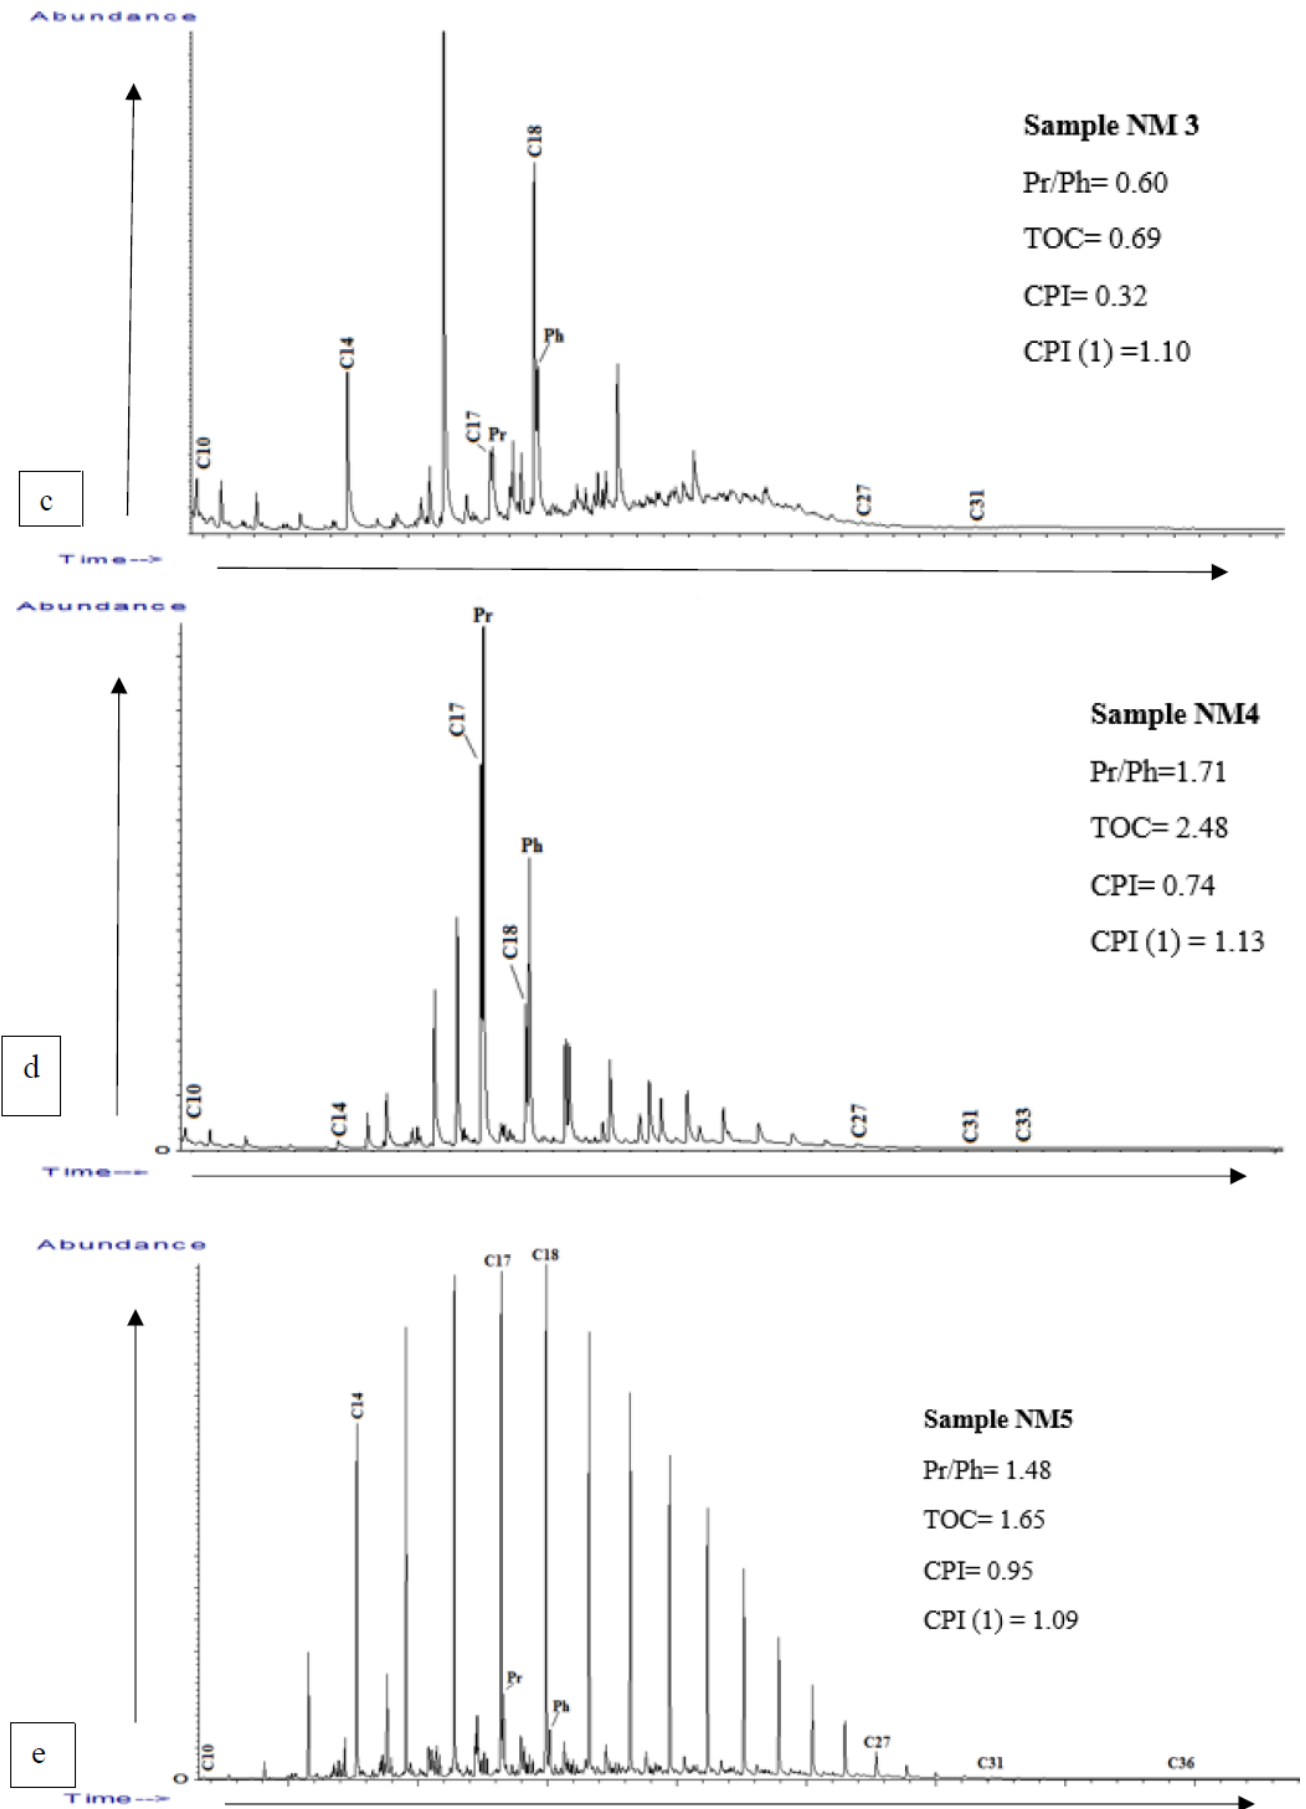 Abundance
Sample NM 3
C18
Pr/Ph= 0.60
TOC= 0.69
CPI= 0.32
Ph
C14
CPI (1) =1.10
C17
Pr
C10
c
C27
C31
Time-->
Abundance
Pr
Sample NM4
C17
Pr/Ph=1.71
TOC= 2.48
Ph
CPI= 0.74
C18
CPI (1) = 1.13
d
C10
C14
C27
C31
C33
0
Time-->
Abundance
C17
C18
C14
Sample NM5
Pr/Ph= 1.48
TOC= 1.65
CPI= 0.95
CPI (1) = 1.09
Pr
Ph
e
C10
C27
C31
C36
0
Time-->